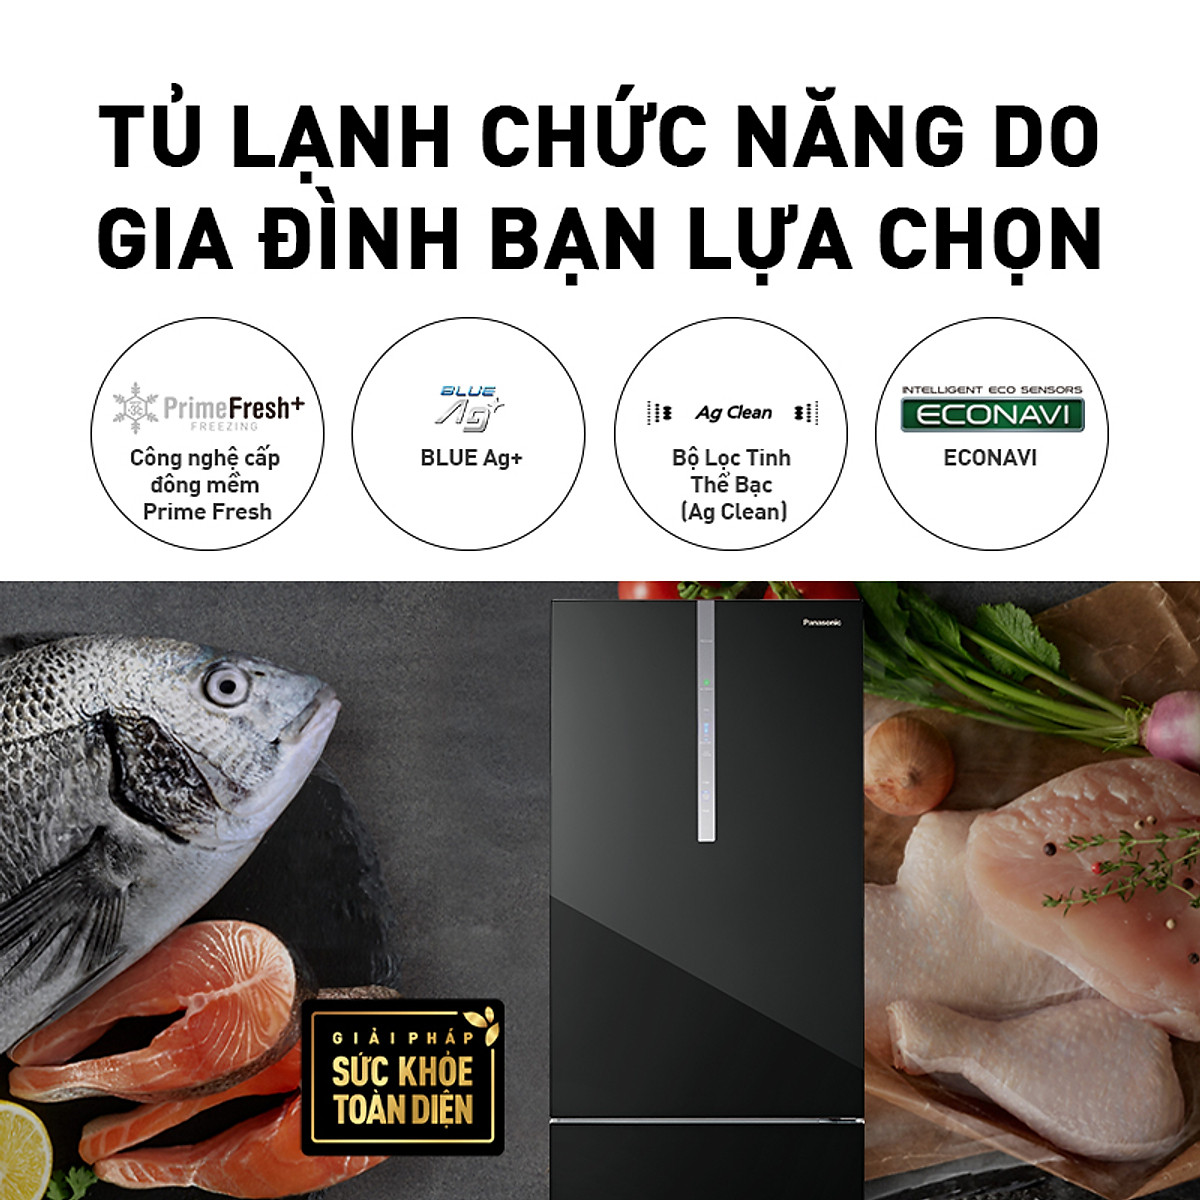 TỦ LẠNH CHỨC NĂNG DO
GIA ĐÌNH BẠN LỰA CHỌN
PrimeFresh+
FREEZING
Công nghệ cấp
đông mềm
Prime Fresh
BLUE
Ag+
BLUE Ag+
Ag Clean
Bộ Lọc Tinh
Thể Bạc
(Ag Clean)
INTELLIGENT ECO SENSORS
ECONAVI
ECONAVI
Panasonic
GIẢI PHÁP
SỨC KHỎE
TOÀN DIỆN